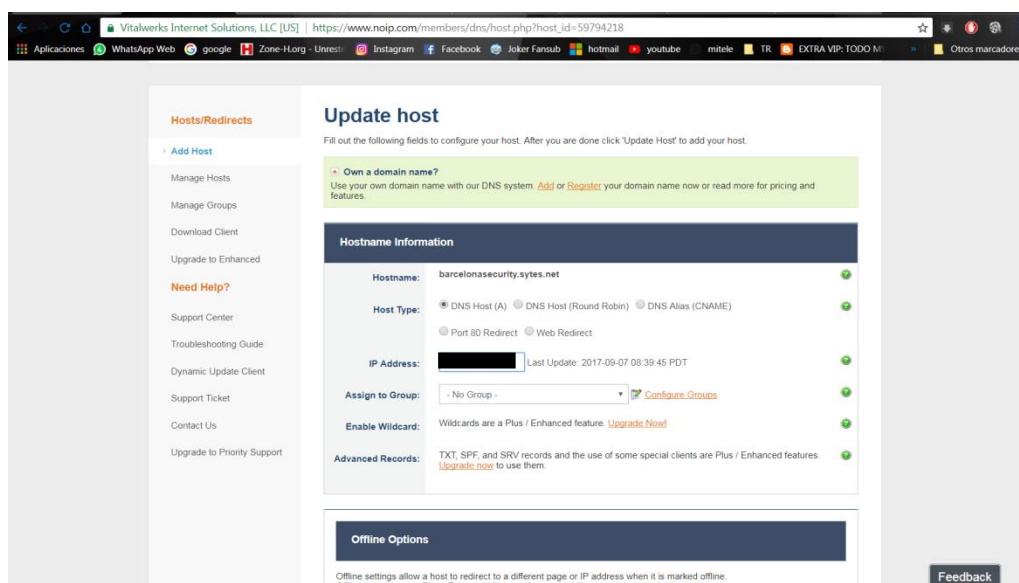 Vitalwerks Internet Solutions, LLC [US] | https://www.noip.com/members/dns/host.php?host_id=59794218
Aplicaciones WhatsApp Web google Zone-H.org - Unrestr Instagram Facebook Joker Fansub hotmail youtube mitele TR EXTRA VIP: TODO M » Otros marcadore
Hosts/Redirects
Add Host
Manage Hosts
Manage Groups
Download Client
Upgrade to Enhanced
Need Help?
Support Center
Troubleshooting Guide
Dynamic Update Client
Support Ticket
Contact Us
Upgrade to Priority Support
Update host
Fill out the following fields to configure your host. After you are done click 'Update Host' to add your host.
Own a domain name?
Use your own domain name with our DNS system. Add or Register your domain name now or read more for pricing and
features.
Hostname Information
Hostname: barcelonasecurity.sytes.net
Host Type: DNS Host (A) DNS Host (Round Robin) DNS Alias (CNAME)
Port 80 Redirect Web Redirect
IP Address: Last Update: 2017-09-07 08:39:45 PDT
Assign to Group: - No Group - Configure Groups
Enable Wildcard: Wildcards are a Plus / Enhanced feature. Upgrade Now!
Advanced Records: TXT, SPF, and SRV records and the use of some special clients are Plus / Enhanced features.
Upgrade now to use them.
Offline Options
Offline settings allow a host to redirect to a different page or IP address when it is marked offline.
Feedback